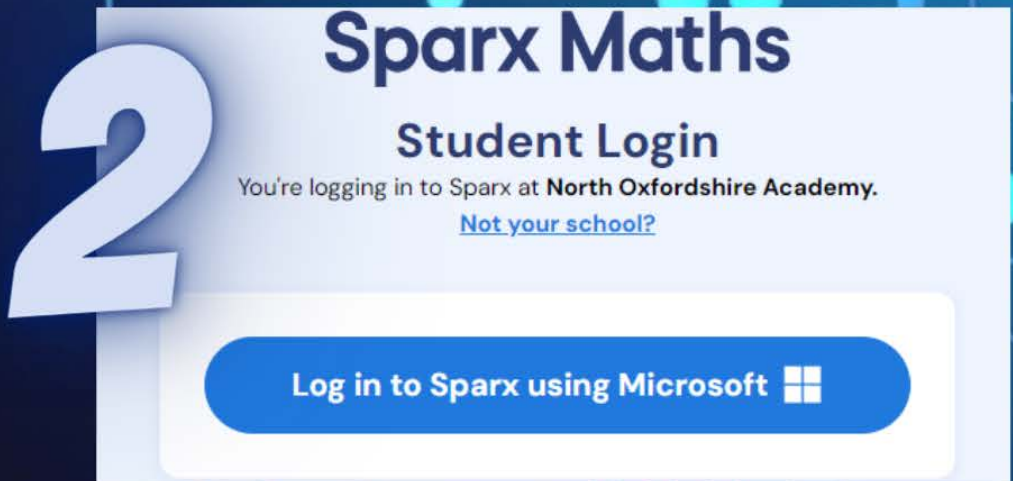 2
Sparx Maths
Student Login
You're logging in to Sparx at North Oxfordshire Academy.
Not your school?
Log in to Sparx using Microsoft